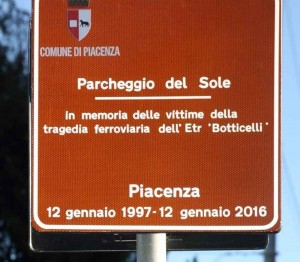 COMUNE DI PIACENZA
Parcheggio del Sole
in memoria delle vittime della
tragedia ferroviaria dell'Etr 'Botticelli'
Piacenza
12 gennaio 1997-12 gennaio 2016